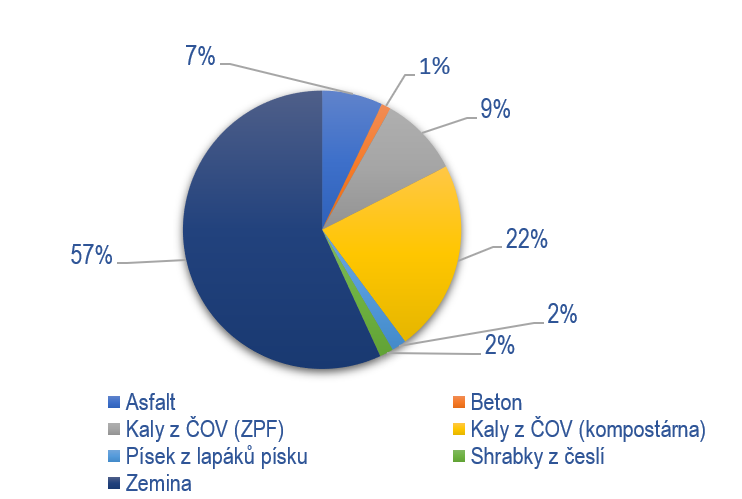 7%
1%
9%
22%
57%
2%
2%
Asfalt
Beton
Kaly z ČOV (ZPF)
Kaly z ČOV (kompostárna)
Písek z lapáků písku
Shrabky z česlí
Zemina